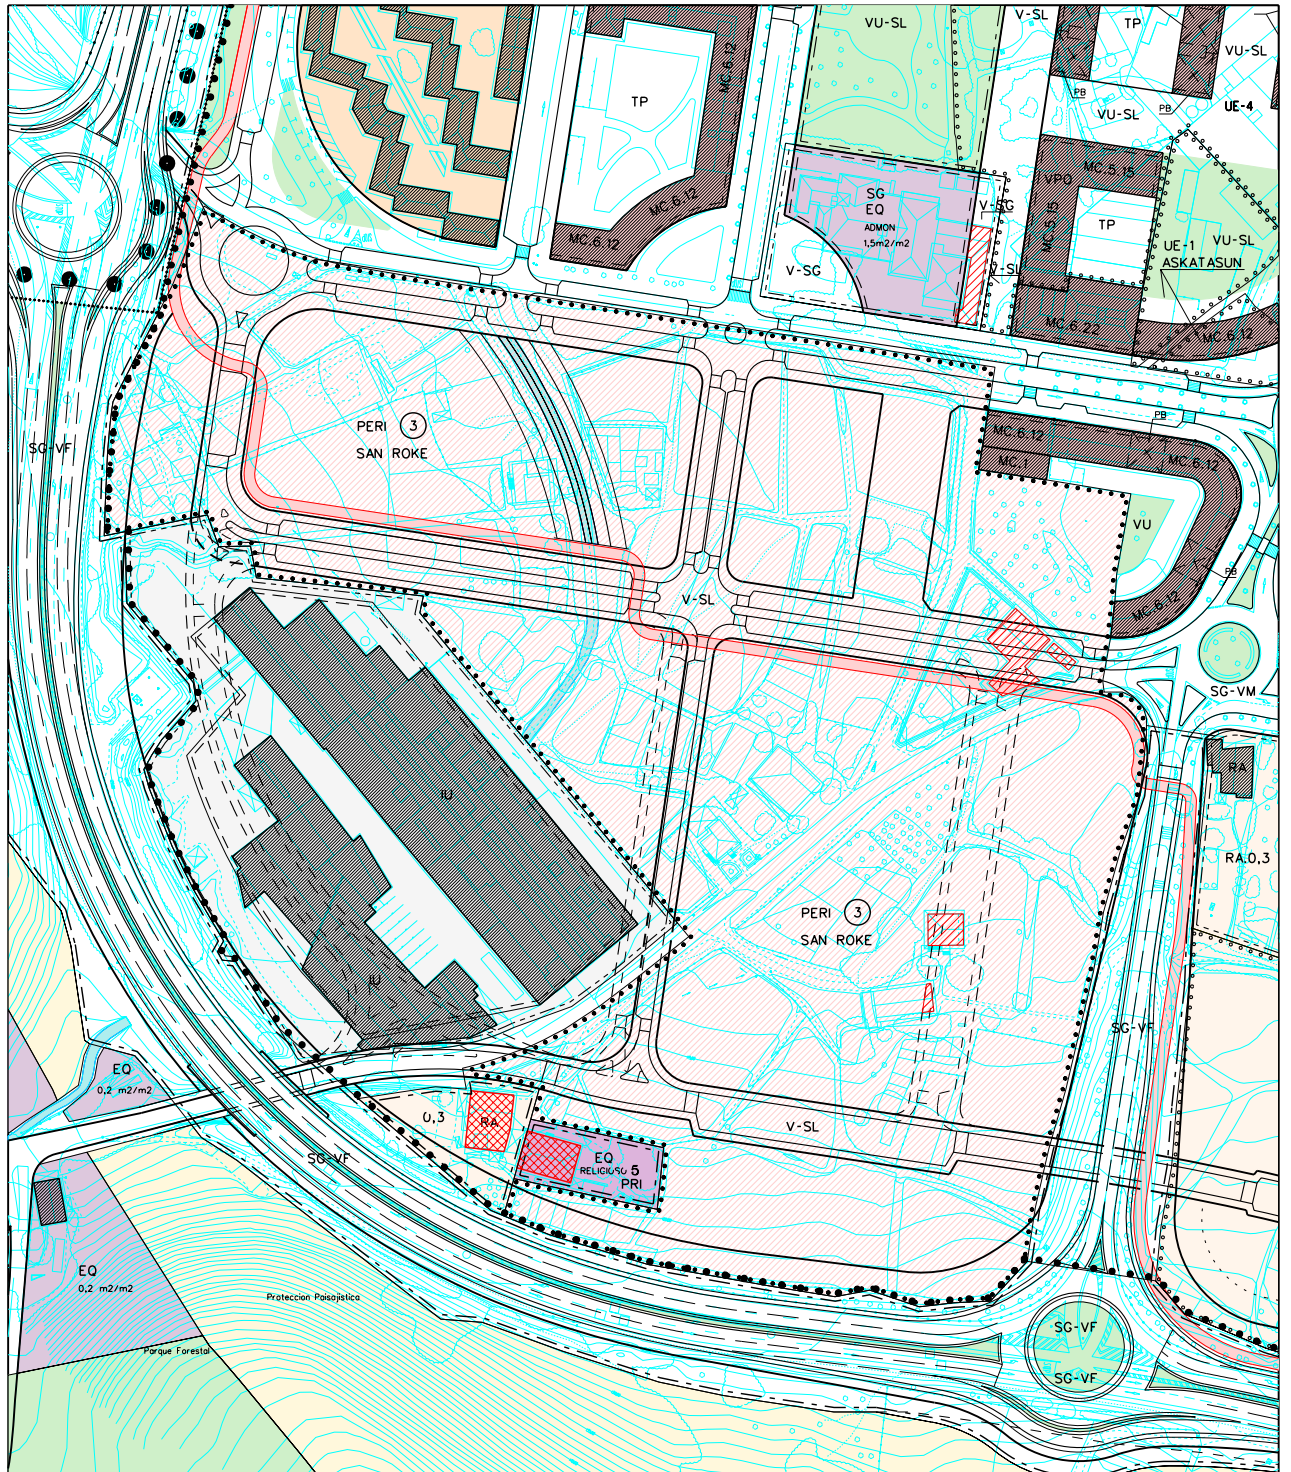 VU-SL
V-SL
TP
VU-SL
MC.6.12
TP
PB
PB
VU-SL
UE-4
MC.5.15
VPO
MC.5.15
TP
SG
EQ
ADMON
1,5m2/m2
V-SG
V-SG
V-SL
MC.6.12
MC.6.12
UE-1
ASKATASUN
VU-SL
MC.6.22
MC.6.12
SG-VF
PERI 3
SAN ROKE
PB
MC.6.12
MC.1
MC.6.12
VU
PB
MC.6.12
V-SL
SG-VM
RA
RA.0,3
IU
IU
PERI 3
SAN ROKE
SG-VF
EQ
0,2 m2/m2
0,3
RA
V-SL
SG-VF
EQ
RELIGIOSO 5
PRI
EQ
0,2 m2/m2
Proteccion Paisajistica
Parque Forestal
SG-VF
SG-VF